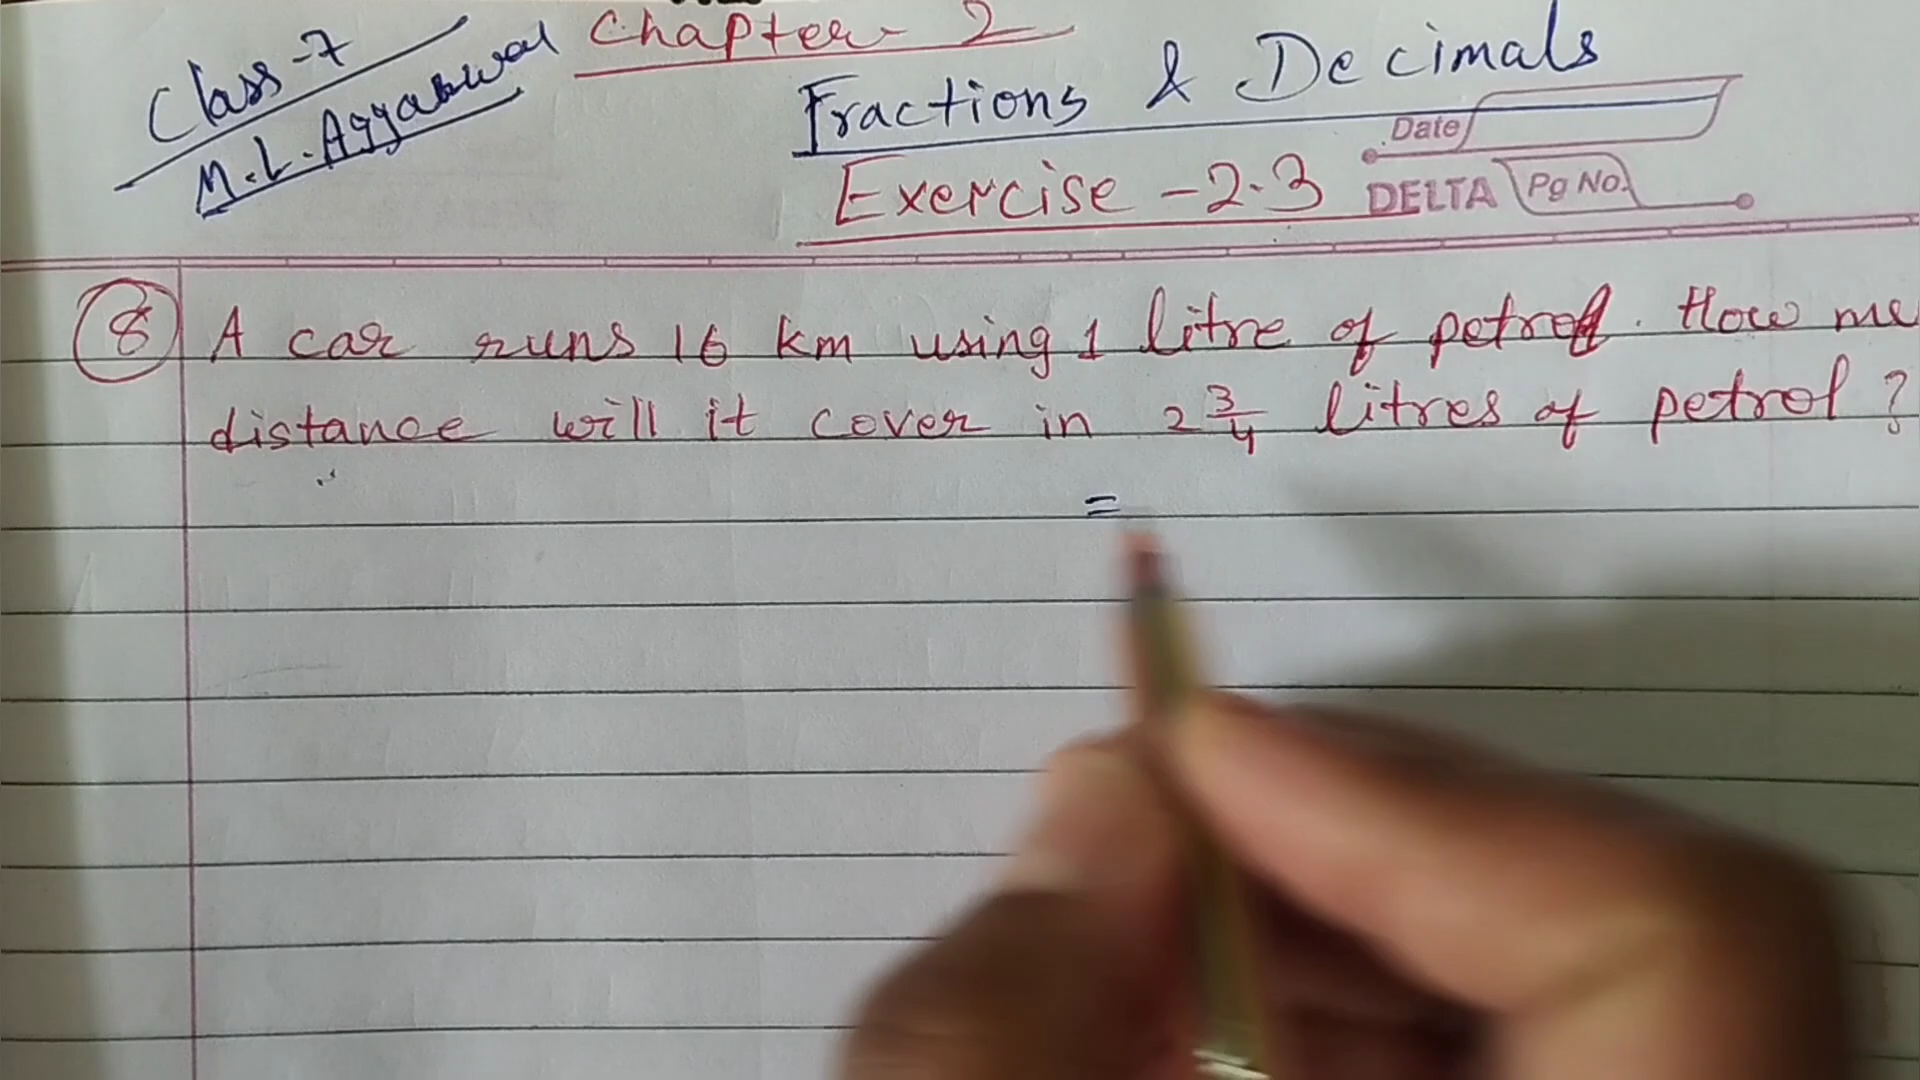 Class-7
M.L. Aggarwal
Chapter-2
Fractions & Decimals
Exercise -2.3
Date
DELTA Pg No.
8 A car runs 16 km using 1 litre of petrol. How
distance will it cover in 2 3/4 litres of petrol?
=